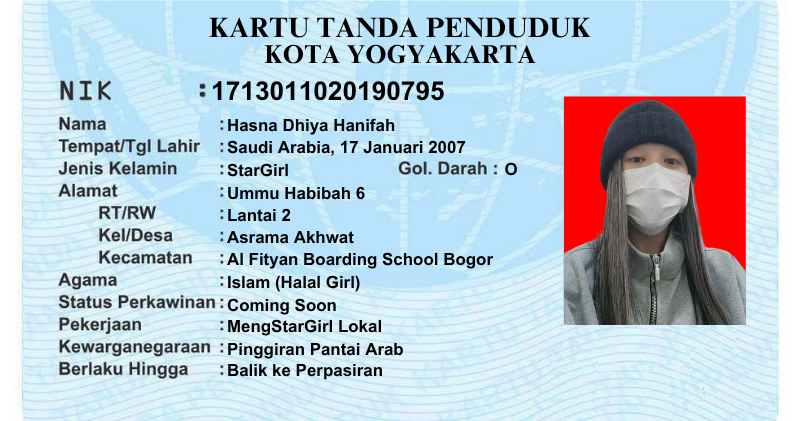 KARTU TANDA PENDUDUK
KOTA YOGYAKARTA
NIK :1713011020190795
Nama :Hasna Dhiya Hanifah
Tempat/Tgl Lahir :Saudi Arabia, 17 Januari 2007
Jenis Kelamin :StarGirl Gol. Darah : O
Alamat :Ummu Habibah 6
RT/RW :Lantai 2
Kel/Desa :Asrama Akhwat
Kecamatan :Al Fityan Boarding School Bogor
Agama :Islam (Halal Girl)
Status Perkawinan:Coming Soon
Pekerjaan :MengStarGirl Lokal
Kewarganegaraan :Pinggiran Pantai Arab
Berlaku Hingga :Balik ke Perpasiran